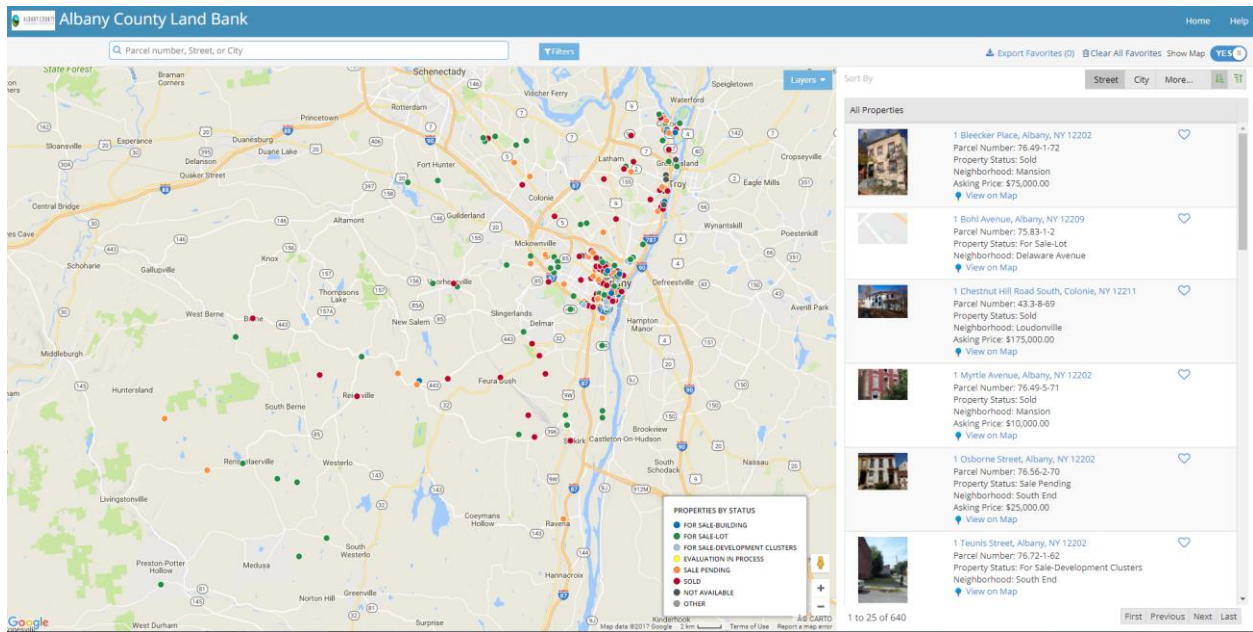 ALBANY COUNTY
Albany County Land Bank
Home
Help
Parcel number, Street, or City
Filters
Export Favorites (0)
Clear All Favorites
Show Map
YES
Layers
Sort By
Street
City
More...
All Properties
1 Bleecker Place, Albany, NY 12202
Parcel Number: 76.49-1-72
Property Status: Sold
Neighborhood: Mansion
Asking Price: $75,000.00
View on Map
1 Bohl Avenue, Albany, NY 12209
Parcel Number: 75.83-1-2
Property Status: For Sale-Lot
Neighborhood: Delaware Avenue
View on Map
1 Chestnut Hill Road South, Colonie, NY 12211
Parcel Number: 43.3-8-69
Property Status: Sold
Neighborhood: Loudonville
Asking Price: $175,000.00
View on Map
1 Myrtle Avenue, Albany, NY 12202
Parcel Number: 76.49-5-71
Property Status: Sold
Neighborhood: Mansion
Asking Price: $10,000.00
View on Map
1 Osborne Street, Albany, NY 12202
Parcel Number: 76.56-2-70
Property Status: Sale Pending
Neighborhood: South End
Asking Price: $25,000.00
View on Map
1 Teunis Street, Albany, NY 12202
Parcel Number: 76.72-1-62
Property Status: For Sale-Development Clusters
Neighborhood: South End
View on Map
1 to 25 of 640
First
Previous
Next
Last
State Forest
Braman Corners
Schenectady
Vischer Ferry
Speigletown
Waterford
Rotterdam
Princetown
Esperance
Sloansville
Duanesburg
Delanson
Duane Lake
Quaker Street
Fort Hunter
Latham
Cropseyville
Troy
Eagle Mills
Colonie
Central Bridge
Altamont
Guilderland
Wynantskill
Poestenkill
Mckownville
Knox
Schoharie
Gallupville
Defreestville
Averill Park
Thompsons Lake
West Berne
New Salem
Slingerlands
Delmar
Hampton Manor
Middleburgh
Huntersland
Feura Bush
South Berne
Brookview
Castleton-On-Hudson
Westerlo
South Schodack
Nassau
Livingstonville
Coeymans Hollow
Ravena
South Westerlo
Preston-Potter Hollow
Medusa
Hannacroix
Norton Hill
Greenville
West Durham
Surprise
Kinderhook
PROPERTIES BY STATUS
FOR SALE-BUILDING
FOR SALE-LOT
FOR SALE-DEVELOPMENT CLUSTERS
EVALUATION IN PROCESS
SALE PENDING
SOLD
NOT AVAILABLE
OTHER
Google
Map data ©2017 Google
2 km
Terms of Use
Report a map error
CARTO